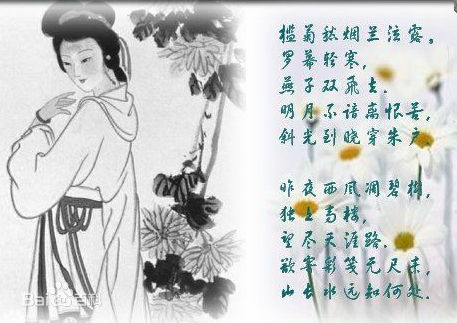 槛菊愁烟兰泣露。
罗幕轻寒，
燕子双飞去.
明月不谙离恨苦，
斜光到晓穿朱户.
昨夜西风凋碧树，
独上高楼，
望尽天涯路.
欲寄彩笺无尺素，
山长水远知何处.
Bai百科